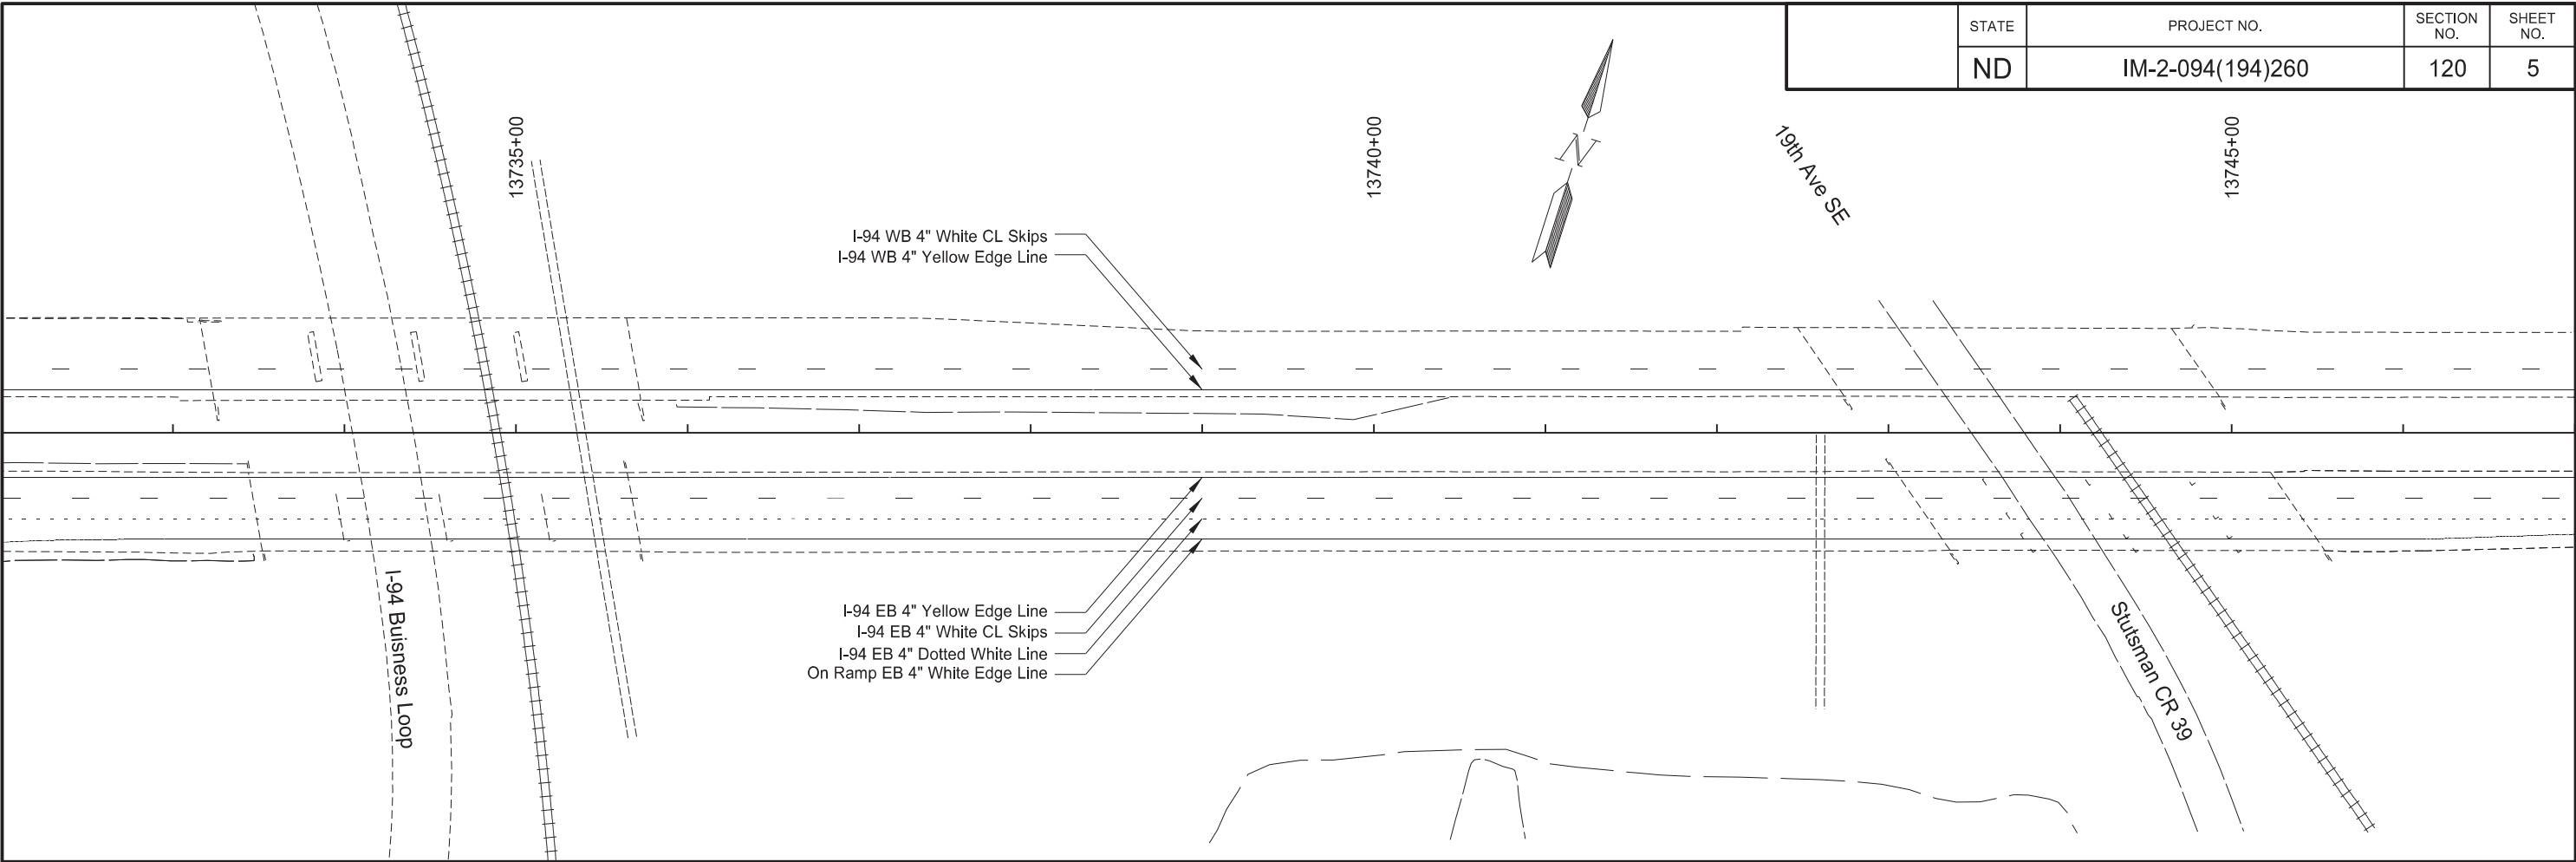 STATE
PROJECT NO.
SECTION NO.
SHEET NO.
ND
IM-2-094(194)260
120
5
13735+00
13740+00
N
19th Ave SE
13745+00
I-94 WB 4" White CL Skips
I-94 WB 4" Yellow Edge Line
I-94 EB 4" Yellow Edge Line
I-94 EB 4" White CL Skips
I-94 EB 4" Dotted White Line
On Ramp EB 4" White Edge Line
I-94 Buisness Loop
Stutsman CR 39